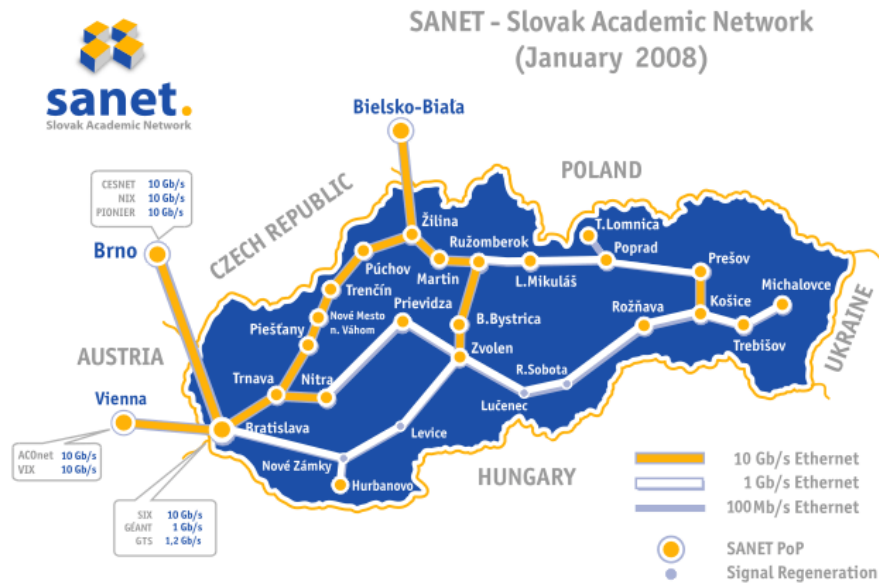 SANET - Slovak Academic Network
(January 2008)
sanet.
Slovak Academic Network
Bielsko-Biała
POLAND
CZECH REPUBLIC
CESNET 10 Gb/s
NIX 10 Gb/s
PIONIER 10 Gb/s
Brno
Žilina
T.Lomnica
Ružomberok
Poprad
Púchov
Martin
L.Mikuláš
Prešov
Trenčín
Michalovce
Prievidza
Rožňava
Košice
Nové Mesto
n. Váhom
B.Bystrica
Piešťany
Trebišov
UKRAINE
AUSTRIA
Zvolen
R.Sobota
Trnava
Nitra
Vienna
Lučenec
Bratislava
Levice
ACOnet 10 Gb/s
VIX 10 Gb/s
Nové Zámky
HUNGARY
Hurbanovo
10 Gb/s Ethernet
1 Gb/s Ethernet
100Mb/s Ethernet
SIX 10 Gb/s
GÉANT 1 Gb/s
GTS 1,2 Gb/s
SANET PoP
Signal Regeneration